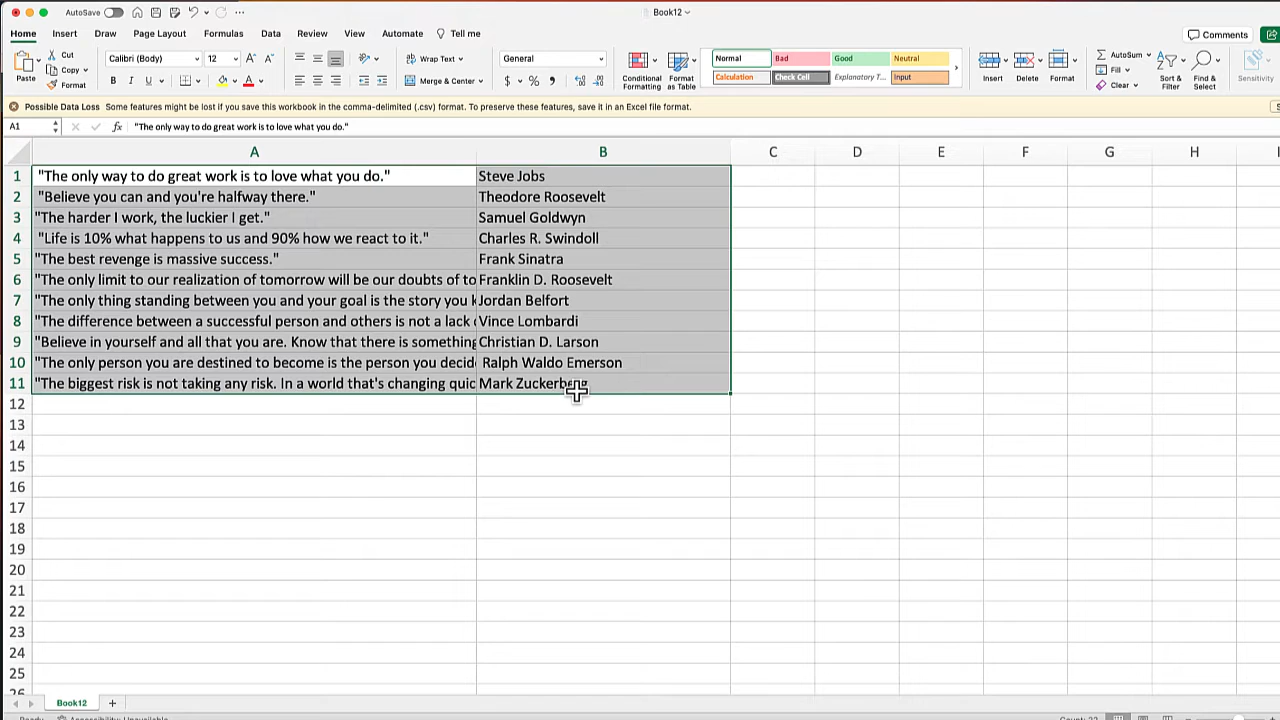 AutoSave
Book12
Home Insert Draw Page Layout Formulas Data Review View Automate Tell me
Comments
Paste
Cut
Copy
Format
Calibri (Body) 12
B I U
Wrap Text
Merge & Center
General
$ %
Conditional Formatting
Format as Table
Normal Bad Good Neutral
Calculation Check Cell Explanatory T... Input
Insert
Delete
Format
AutoSum
Fill
Clear
Sort & Filter
Find & Select
Sensitivity
Possible Data Loss Some features might be lost if you save this workbook in the comma-delimited (.csv) format. To preserve these features, save it in an Excel file format.
A1 fx "The only way to do great work is to love what you do."
A B C D E F G H
1 "The only way to do great work is to love what you do." Steve Jobs
2 "Believe you can and you're halfway there." Theodore Roosevelt
3 "The harder I work, the luckier I get." Samuel Goldwyn
4 "Life is 10% what happens to us and 90% how we react to it." Charles R. Swindoll
5 "The best revenge is massive success." Frank Sinatra
6 "The only limit to our realization of tomorrow will be our doubts of to Franklin D. Roosevelt
7 "The only thing standing between you and your goal is the story you Jordan Belfort
8 "The difference between a successful person and others is not a lack Vince Lombardi
9 "Believe in yourself and all that you are. Know that there is something Christian D. Larson
10 "The only person you are destined to become is the person you decid Ralph Waldo Emerson
11 "The biggest risk is not taking any risk. In a world that's changing quic Mark Zuckerberg
12
13
14
15
16
17
18
19
20
21
22
23
24
25
26
Book12